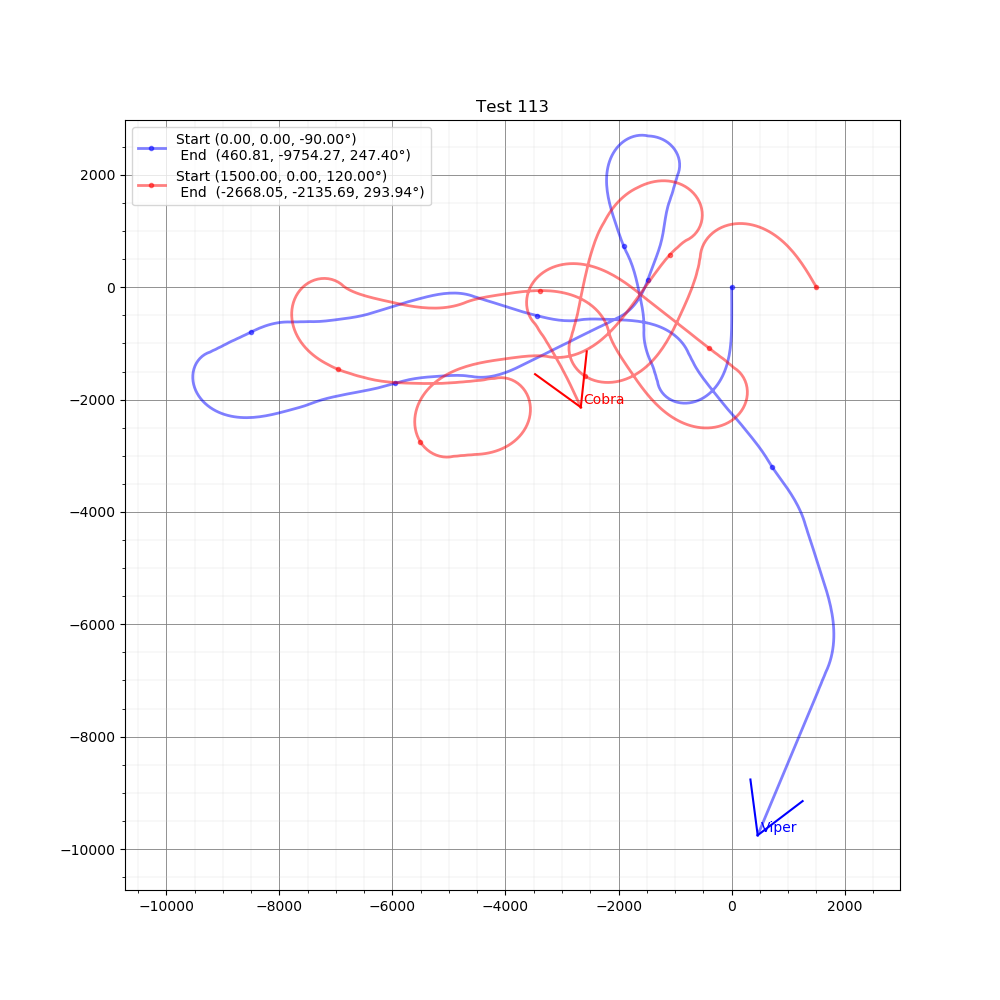 Test 113
Start (0.00, 0.00, -90.00°)
End (460.81, -9754.27, 247.40°)
Start (1500.00, 0.00, 120.00°)
End (-2668.05, -2135.69, 293.94°)
2000
0
−2000
−4000
−6000
−8000
−10000
Cobra
Viper
−10000 −8000 −6000 −4000 −2000 0 2000